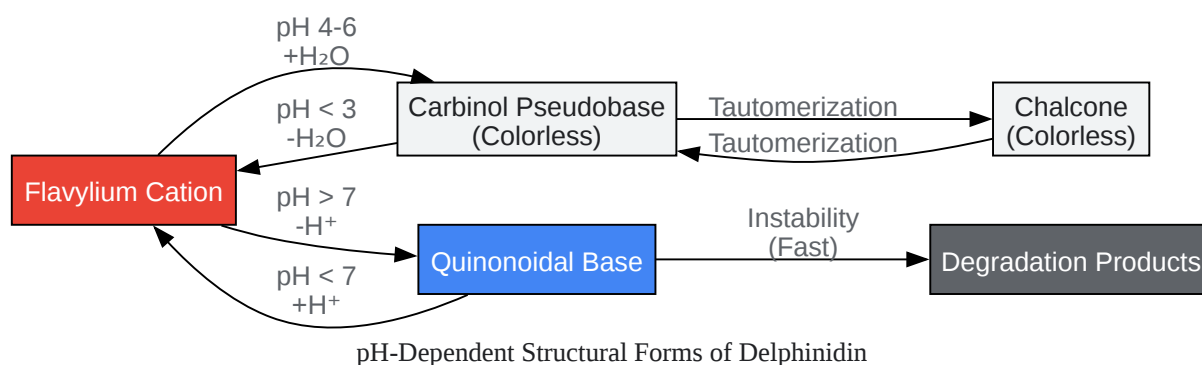 pH 4-6
+H₂O
pH < 3
-H₂O
Carbinol Pseudobase
(Colorless)
Tautomerization
Tautomerization
Chalcone
(Colorless)
Flavylium Cation
pH > 7
-H⁺
pH < 7
+H⁺
Quinonoidal Base
Instability
(Fast)
Degradation Products
pH-Dependent Structural Forms of Delphinidin